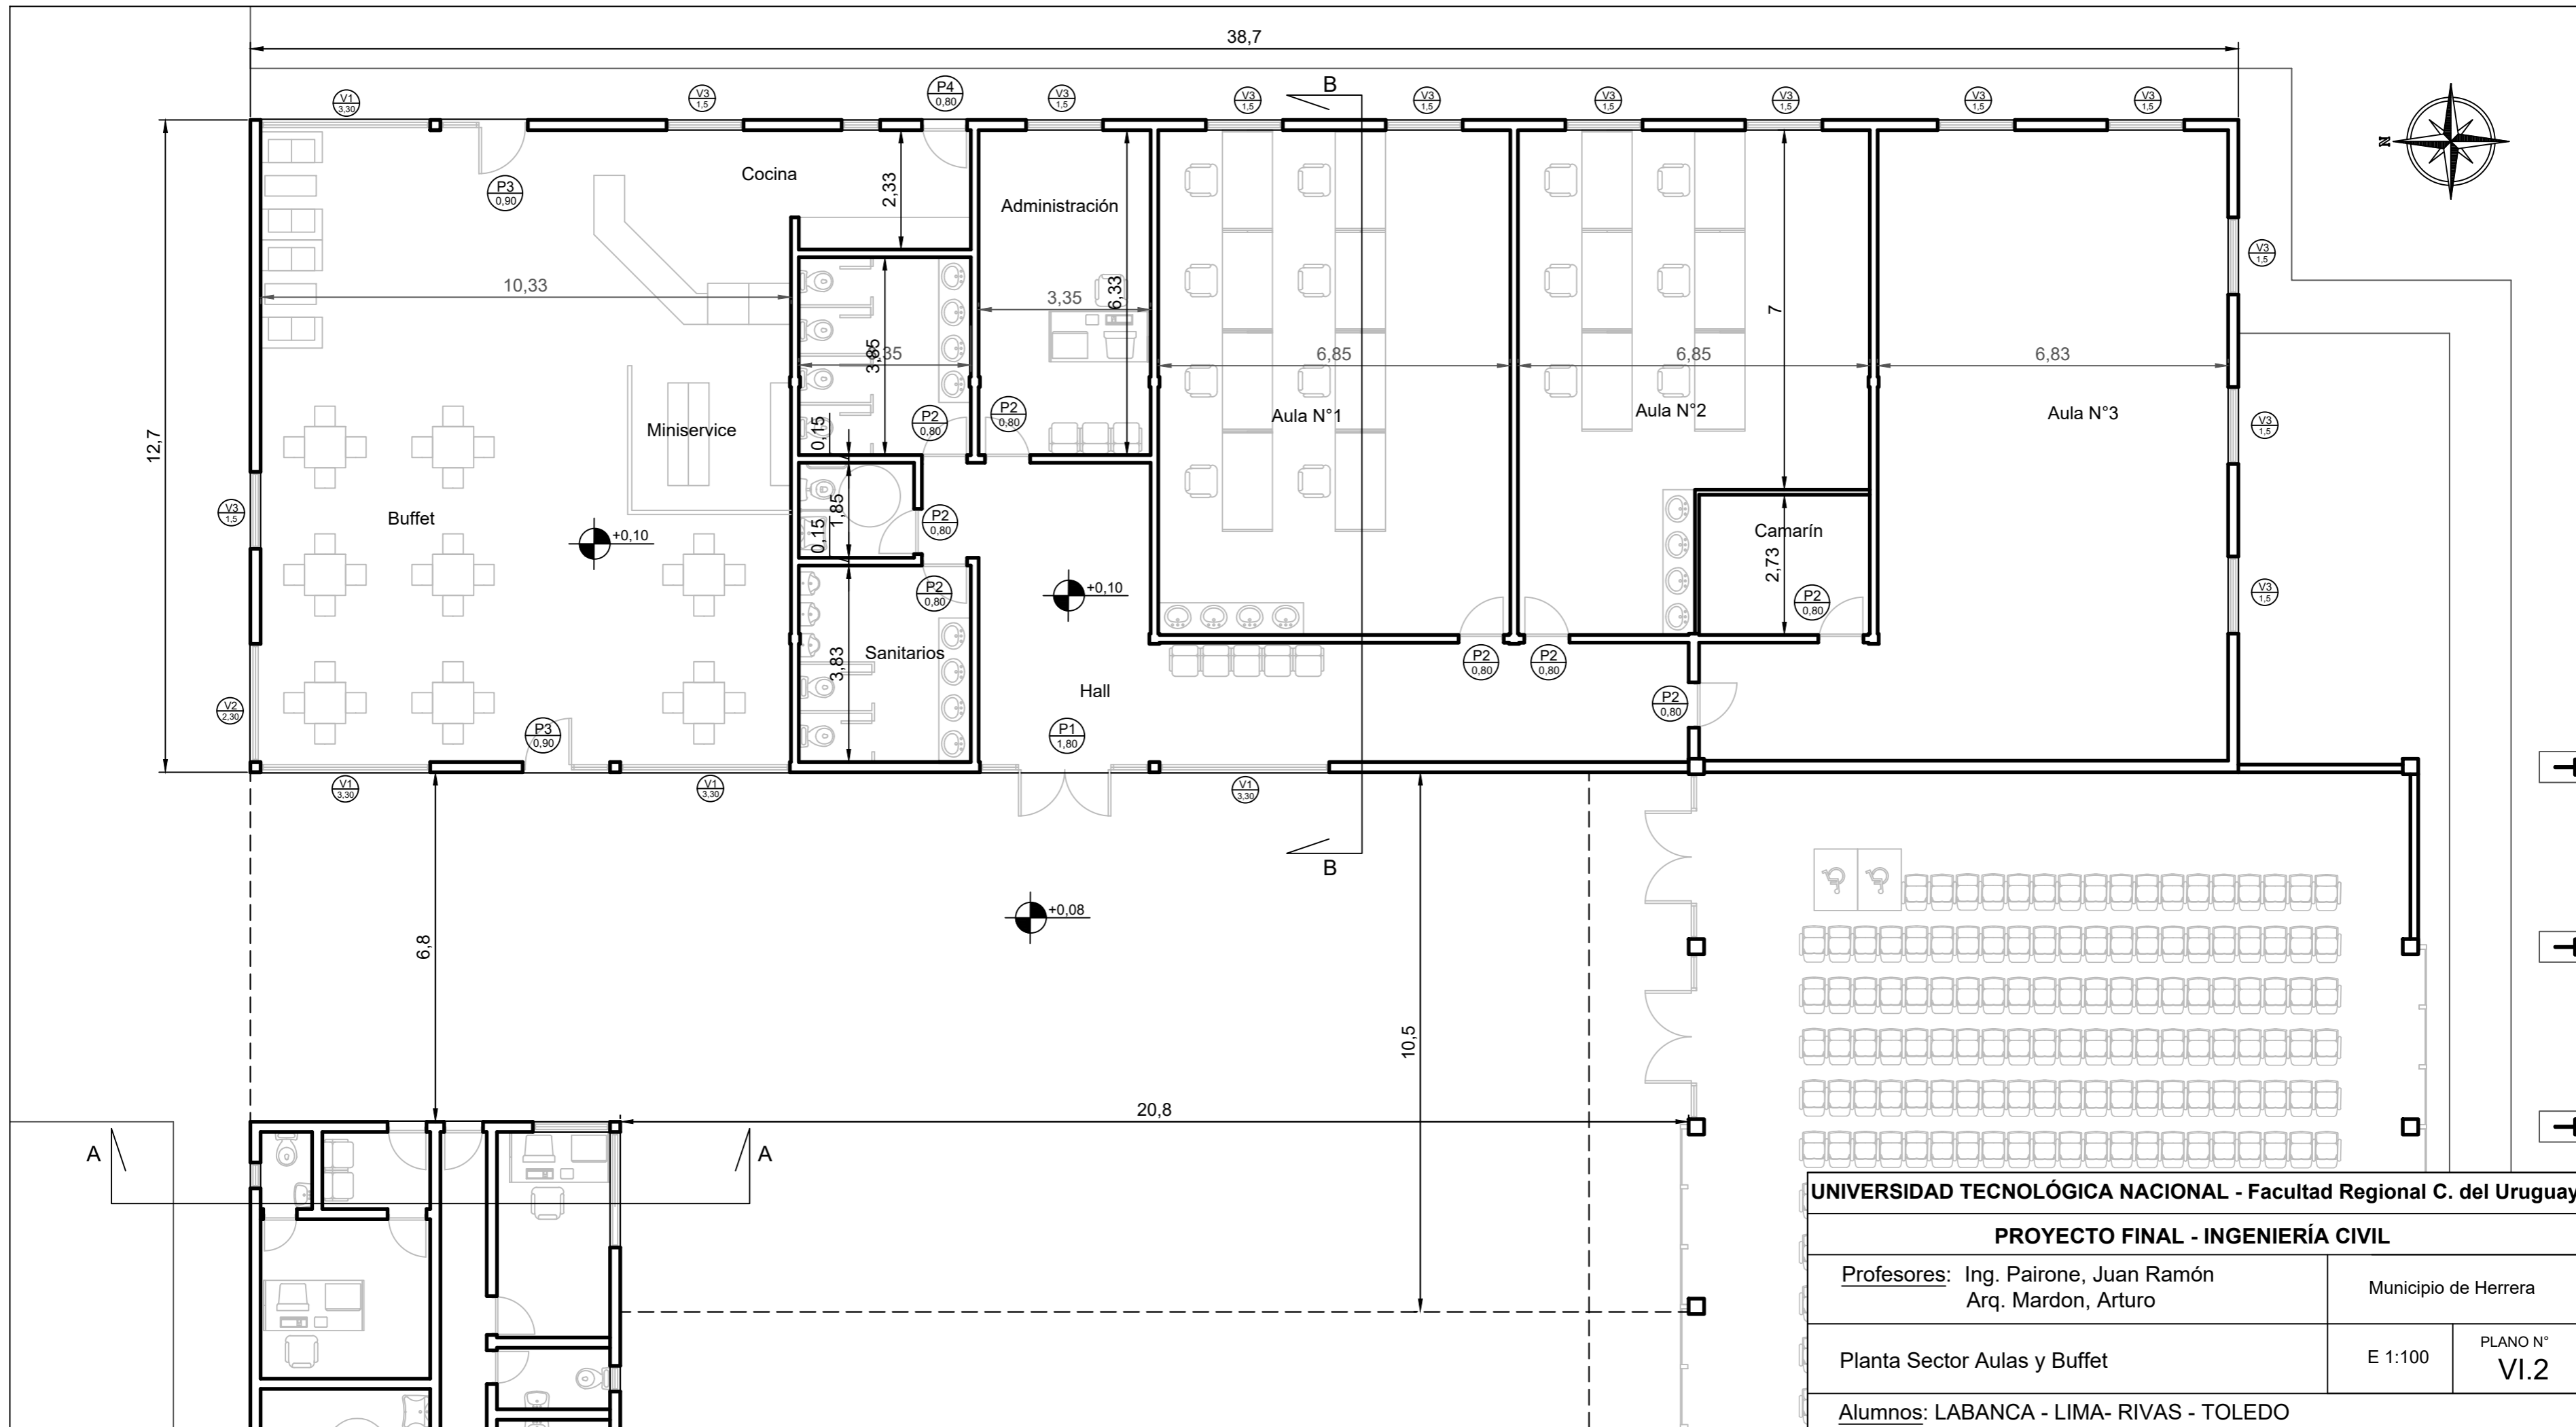 38,7
V1
3,30
V3
1,5
P4
0,80
V3
1,5
V3
1,5
B
V3
1,5
V3
1,5
V3
1,5
V3
1,5
V3
1,5
N
P3
0,90
Cocina
2,33
Administración
V3
1,5
10,33
3,35
6,33
7
3,85
3,35
6,85
6,85
6,83
12,7
Miniservice
0,15
P2
0,80
P2
0,80
Aula N°1
Aula N°2
Aula N°3
V3
1,5
V3
1,5
Buffet
+0,10
0,15
1,85
P2
0,80
Camarín
2,73
P2
0,80
+0,10
P2
0,80
V3
1,5
3,83
Sanitarios
Hall
P2
0,80
P2
0,80
P2
0,80
V2
2,30
P3
0,90
P1
1,80
V1
3,30
V1
3,30
V1
3,30
B
+0,08
6,8
10,5
20,8
A
A
UNIVERSIDAD TECNOLÓGICA NACIONAL - Facultad Regional C. del Uruguay
PROYECTO FINAL - INGENIERÍA CIVIL
Profesores: Ing. Pairone, Juan Ramón
Arq. Mardon, Arturo
Municipio de Herrera
Planta Sector Aulas y Buffet
E 1:100
PLANO N°
VI.2
Alumnos: LABANCA - LIMA- RIVAS - TOLEDO